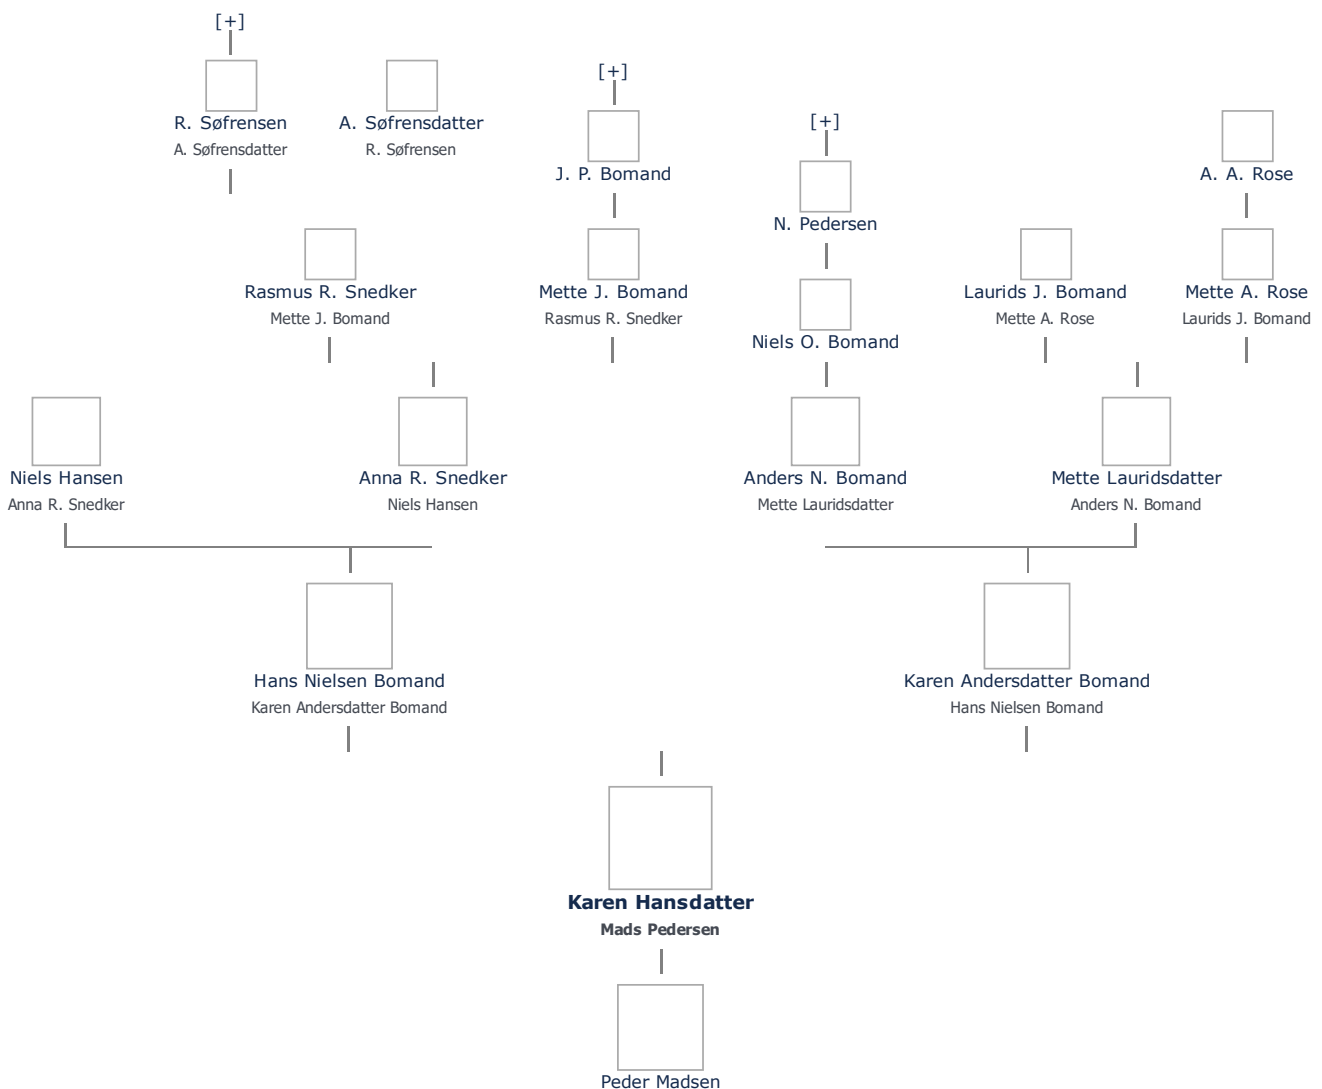 [+]
R. Søfrensen
A. Søfrensdatter
A. Søfrensdatter
R. Søfrensen
[+]
J. P. Bomand
[+]
N. Pedersen
A. A. Rose
Rasmus R. Snedker
Mette J. Bomand
Mette J. Bomand
Rasmus R. Snedker
Niels O. Bomand
Laurids J. Bomand
Mette A. Rose
Mette A. Rose
Laurids J. Bomand
Niels Hansen
Anna R. Snedker
Anna R. Snedker
Niels Hansen
Anders N. Bomand
Mette Lauridsdatter
Mette Lauridsdatter
Anders N. Bomand
Hans Nielsen Bomand
Karen Andersdatter Bomand
Karen Andersdatter Bomand
Hans Nielsen Bomand
Karen Hansdatter
Mads Pedersen
Peder Madsen